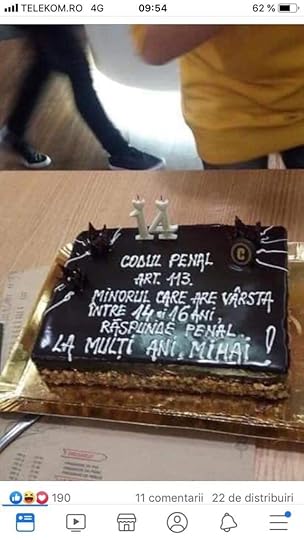 TELEKOM.RO 4G 09:54 62 %
14
C
CODUL PENAL
ART. 113.
MINORUL CARE ARE VÂRSTA
ÎNTRE 14 și 16 ANI,
RĂSPUNDE PENAL..
LA MULȚI ANI, MIHAI!
190 11 comentarii 22 de distribuiri